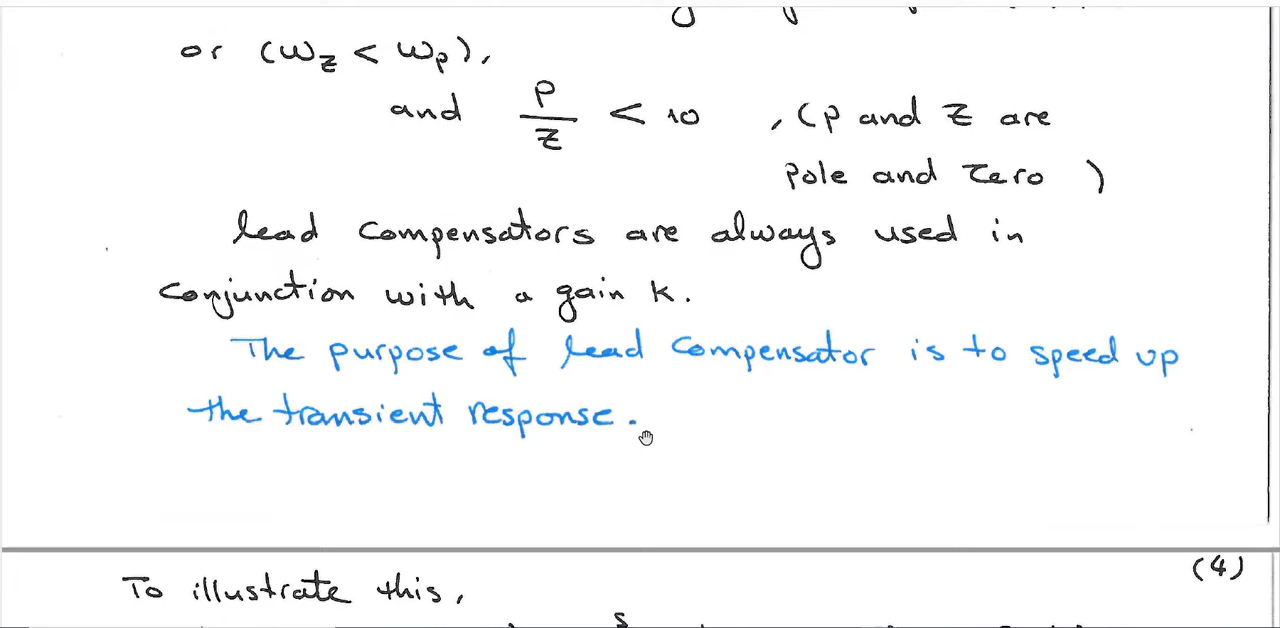 or (ωz < ωp),
and p/z < 10 , (p and z are
pole and zero )
lead compensators are always used in
conjunction with a gain k.
The purpose of lead compensator is to speed up
the transient response.
(4)
To illustrate this,